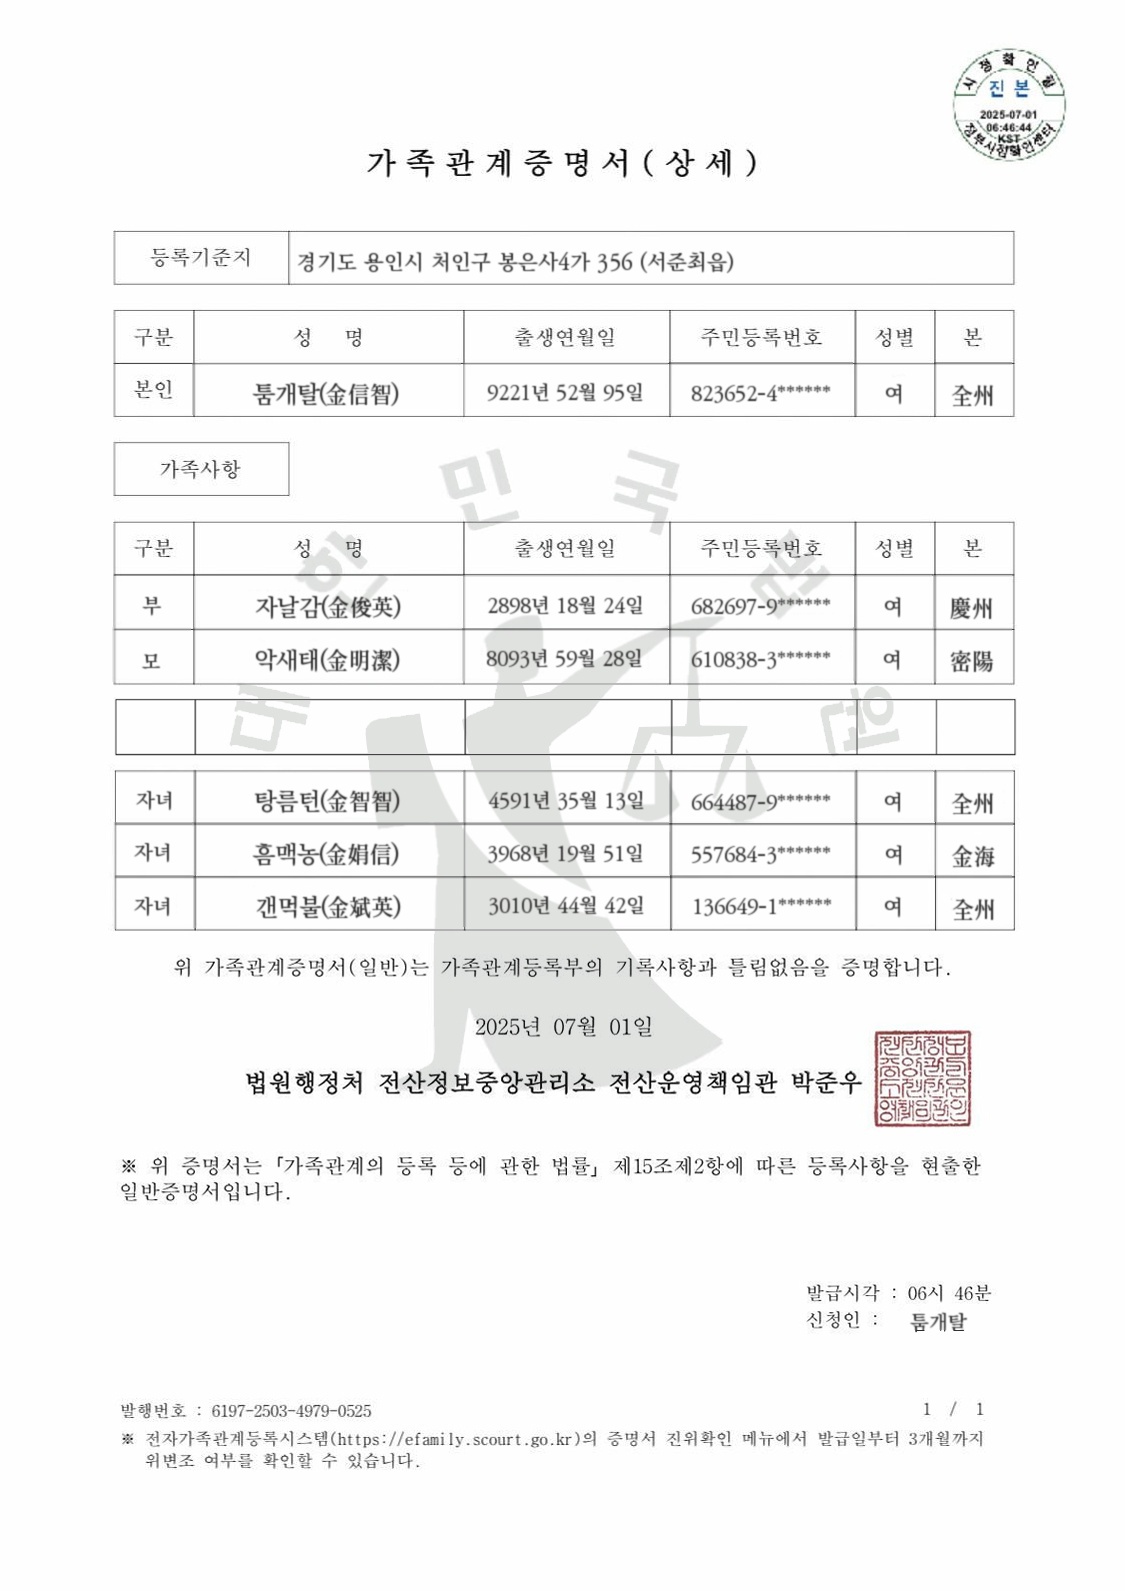 시점확인필
진 본
2025-07-01
06:46:44
KST
정부시점확인센터
가족관계증명서(상세)
등록기준지 경기도 용인시 처인구 봉은사4가 356 (서준최읍)
구분 성 명 출생연월일 주민등록번호 성별 본
본인 툼개탈(金信智) 9221년 52월 95일 823652-4****** 여 全州
가족사항
구분 성 명 출생연월일 주민등록번호 성별 본
부 자날감(金俊英) 2898년 18월 24일 682697-9****** 여 慶州
모 악새태(金明潔) 8093년 59월 28일 610838-3****** 여 密陽
자녀 탕름턴(金智智) 4591년 35월 13일 664487-9****** 여 全州
자녀 흠맥농(金娟信) 3968년 19월 51일 557684-3****** 여 金海
자녀 갠먹불(金斌英) 3010년 44월 42일 136649-1****** 여 全州
대한민국법원
위 가족관계증명서(일반)는 가족관계등록부의 기록사항과 틀림없음을 증명합니다.
2025년 07월 01일
법원행정처 전산정보중앙관리소 전산운영책임관 박준우
※ 위 증명서는「가족관계의 등록 등에 관한 법률」제15조제2항에 따른 등록사항을 현출한
일반증명서입니다.
발급시각 : 06시 46분
신청인 : 툼개탈
발행번호 : 6197-2503-4979-0525
1 / 1
※ 전자가족관계등록시스템(https://efamily.scourt.go.kr)의 증명서 진위확인 메뉴에서 발급일부터 3개월까지
위변조 여부를 확인할 수 있습니다.